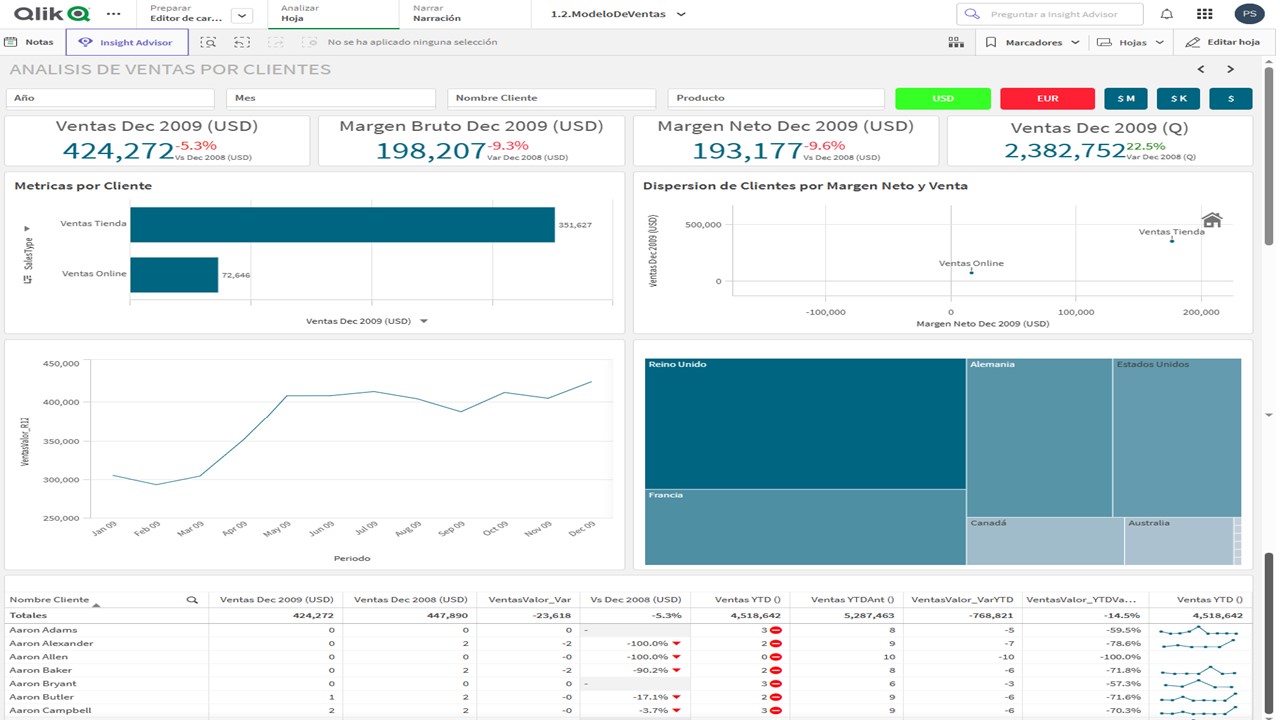 Qlik
Preparar
Editor de car...
Analizar
Hoja
Narrar
Narración
1.2.ModeloDeVentas
Preguntar a Insight Advisor
PS
Notas
Insight Advisor
No se ha aplicado ninguna selección
Marcadores
Hojas
Editar hoja
ANALISIS DE VENTAS POR CLIENTES
Año
Mes
Nombre Cliente
Producto
USD
EUR
$ M
$ K
$
Ventas Dec 2009 (USD)
424,272
-5.3%
Vs Dec 2008 (USD)
Margen Bruto Dec 2009 (USD)
198,207
-9.3%
Var Dec 2008 (USD)
Margen Neto Dec 2009 (USD)
193,177
-9.6%
Vs Dec 2008 (USD)
Ventas Dec 2009 (Q)
2,382,752
22.5%
Var Dec 2008 (Q)
Metricas por Cliente
SalesType
Ventas Tienda
351,627
Ventas Online
72,646
Ventas Dec 2009 (USD)
Dispersion de Clientes por Margen Neto y Venta
Ventas Dec 2009 (USD)
500,000
0
Ventas Tienda
Ventas Online
-100,000 0 100,000 200,000
Margen Neto Dec 2009 (USD)
VentasValor_R12
450,000
400,000
350,000
300,000
250,000
Jan 09 Feb 09 Mar 09 Apr 09 May 09 Jun 09 Jul 09 Aug 09 Sep 09 Oct 09 Nov 09 Dec 09
Periodo
Reino Unido
Francia
Alemania
Estados Unidos
Canadá
Australia
Nombre Cliente Ventas Dec 2009 (USD) Ventas Dec 2008 (USD) VentasValor_Var Vs Dec 2008 (USD) Ventas YTD () Ventas YTDAnt () VentasValor_VarYTD VentasValor_YTDVa... Ventas YTD ()
Totales 424,272 447,890 -23,618 -5.3% 4,518,642 5,287,463 -768,821 -14.5% 4,518,642
Aaron Adams 0 0 0 - 3 8 -5 -59.5%
Aaron Alexander 0 2 -2 -100.0% 2 9 -7 -78.6%
Aaron Allen 0 0 -0 -100.0% 0 10 -10 -100.0%
Aaron Baker 0 2 -2 -90.2% 2 8 -6 -71.8%
Aaron Bryant 0 0 0 - 3 6 -3 -57.3%
Aaron Butler 1 2 -0 -17.1% 2 9 -6 -71.6%
Aaron Campbell 2 2 -0 -3.7% 3 9 -6 -70.3%